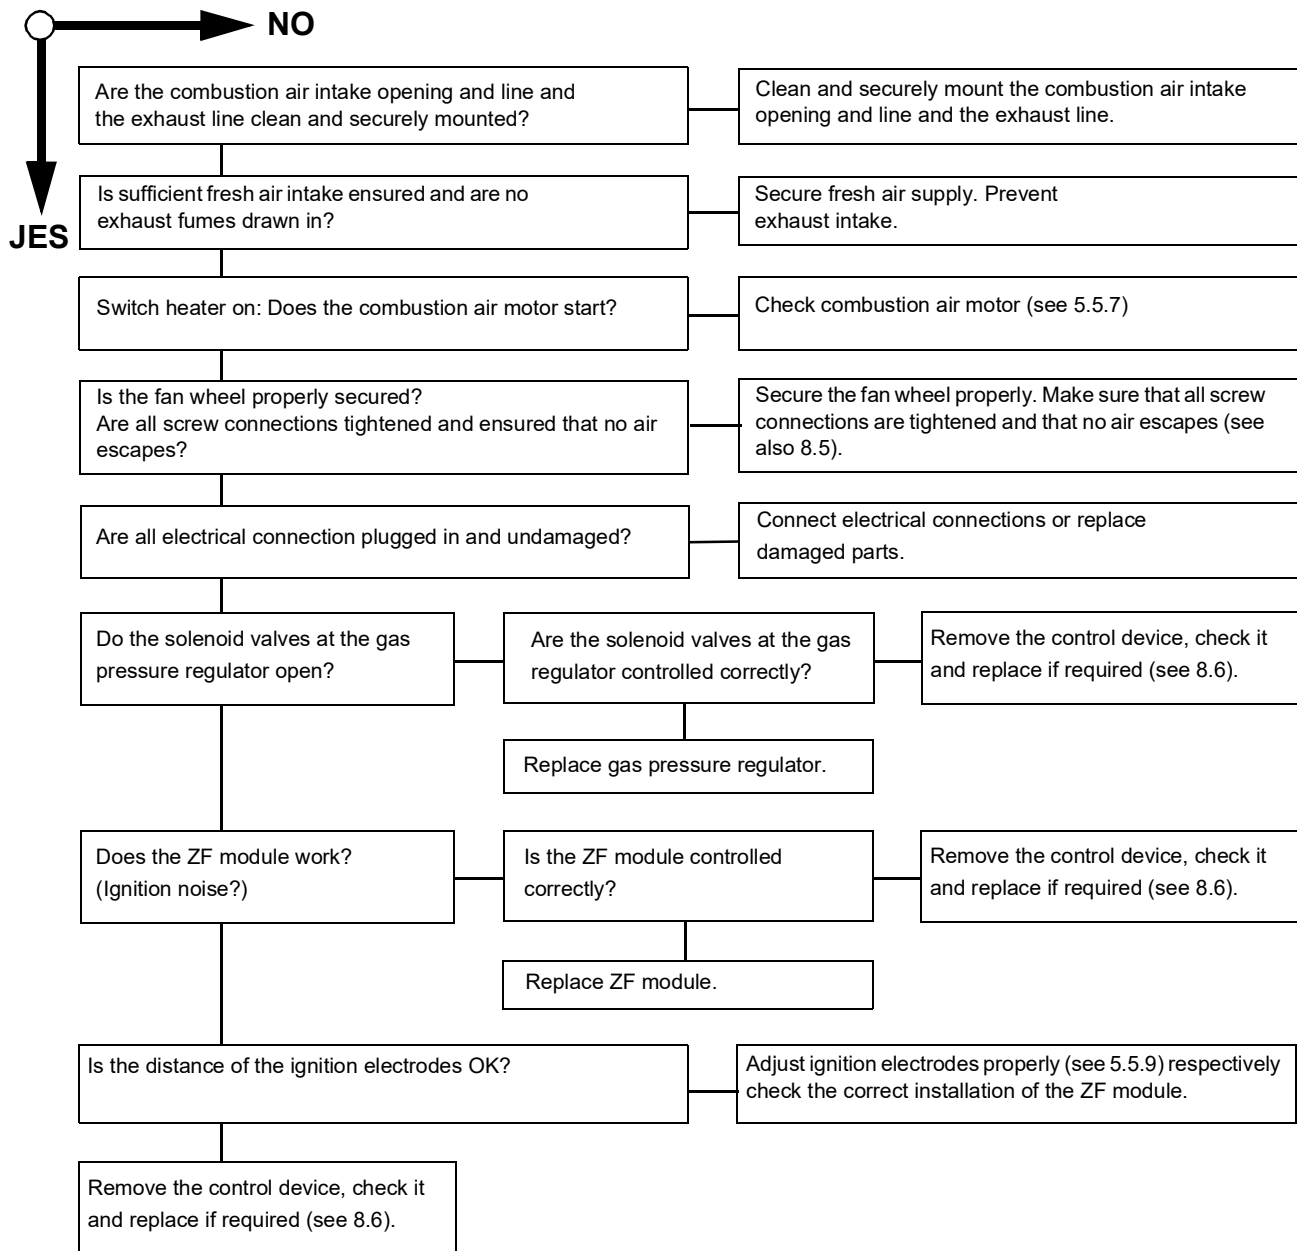 NO
JES
Are the combustion air intake opening and line and
the exhaust line clean and securely mounted?
Clean and securely mount the combustion air intake
opening and line and the exhaust line.
Is sufficient fresh air intake ensured and are no
exhaust fumes drawn in?
Secure fresh air supply. Prevent
exhaust intake.
Switch heater on: Does the combustion air motor start?
Check combustion air motor (see 5.5.7)
Is the fan wheel properly secured?
Are all screw connections tightened and ensured that no air
escapes?
Secure the fan wheel properly. Make sure that all screw
connections are tightened and that no air escapes (see
also 8.5).
Are all electrical connection plugged in and undamaged?
Connect electrical connections or replace
damaged parts.
Do the solenoid valves at the gas
pressure regulator open?
Are the solenoid valves at the gas
regulator controlled correctly?
Remove the control device, check it
and replace if required (see 8.6).
Replace gas pressure regulator.
Does the ZF module work?
(Ignition noise?)
Is the ZF module controlled
correctly?
Remove the control device, check it
and replace if required (see 8.6).
Replace ZF module.
Is the distance of the ignition electrodes OK?
Adjust ignition electrodes properly (see 5.5.9) respectively
check the correct installation of the ZF module.
Remove the control device, check it
and replace if required (see 8.6).